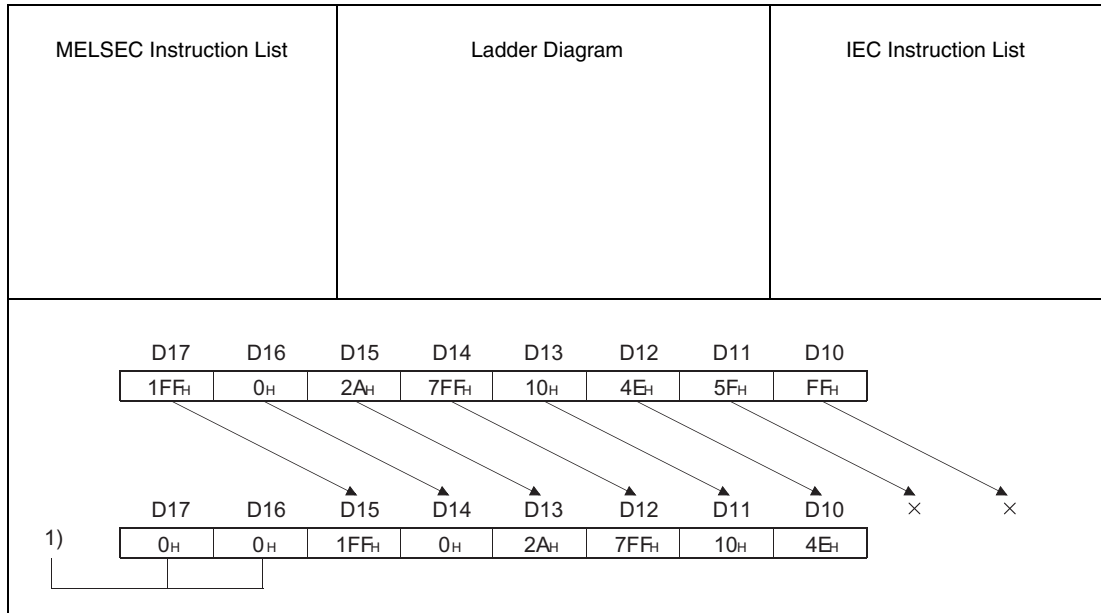 MELSEC Instruction List Ladder Diagram IEC Instruction List
D17 D16 D15 D14 D13 D12 D11 D10
1FFH 0H 2AH 7FFH 10H 4EH 5FH FFH
D17 D16 D15 D14 D13 D12 D11 D10 × ×
1) 0H 0H 1FFH 0H 2AH 7FFH 10H 4EH